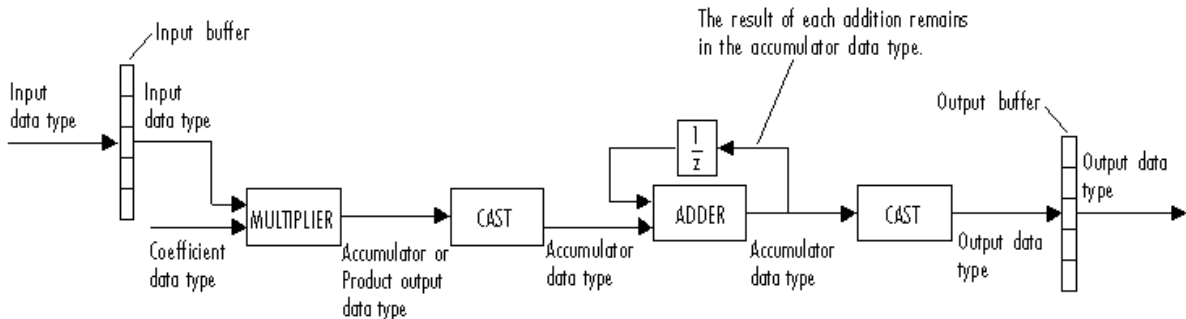 The result of each addition remains
in the accumulator data type.
Input buffer
Input
data type
Input
data type
Output buffer
1
z
Output data
type
MULTIPLIER
CAST
ADDER
CAST
Coefficient
data type
Accumulator or
Product output
data type
Accumulator
data type
Accumulator
data type
Output data
type